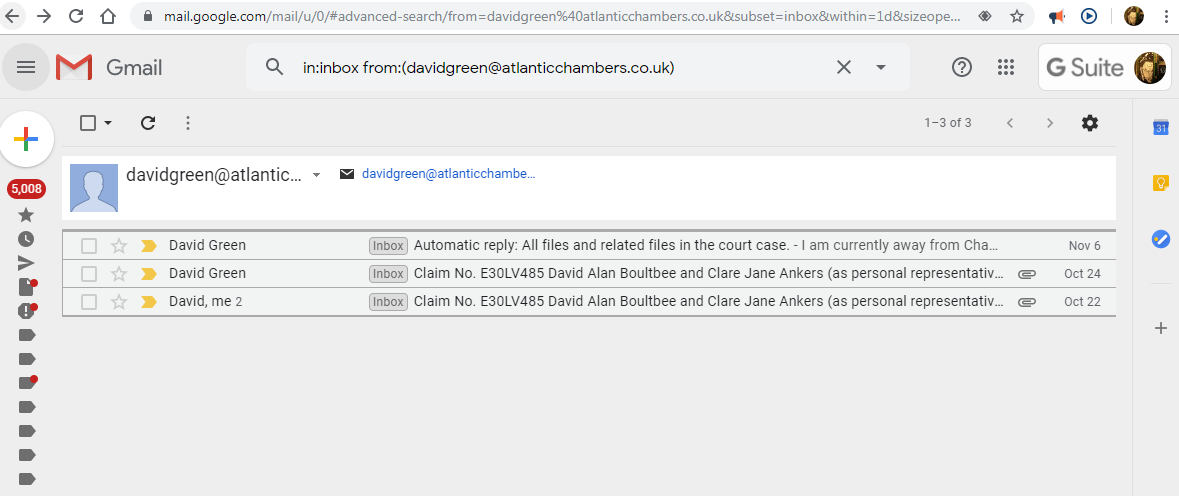 mail.google.com/mail/u/0/#advanced-search/from=davidgreen%40atlanticchambers.co.uk&subset=inbox&within=1d&sizeope...
Gmail
in:inbox from:(davidgreen@atlanticchambers.co.uk)
G Suite
1–3 of 3
31
davidgreen@atlantic...
davidgreen@atlanticchambe...
5,008
David Green Inbox Automatic reply: All files and related files in the court case. - I am currently away from Cha... Nov 6
David Green Inbox Claim No. E30LV485 David Alan Boultbee and Clare Jane Ankers (as personal representativ... Oct 24
David, me 2 Inbox Claim No. E30LV485 David Alan Boultbee and Clare Jane Ankers (as personal representativ... Oct 22